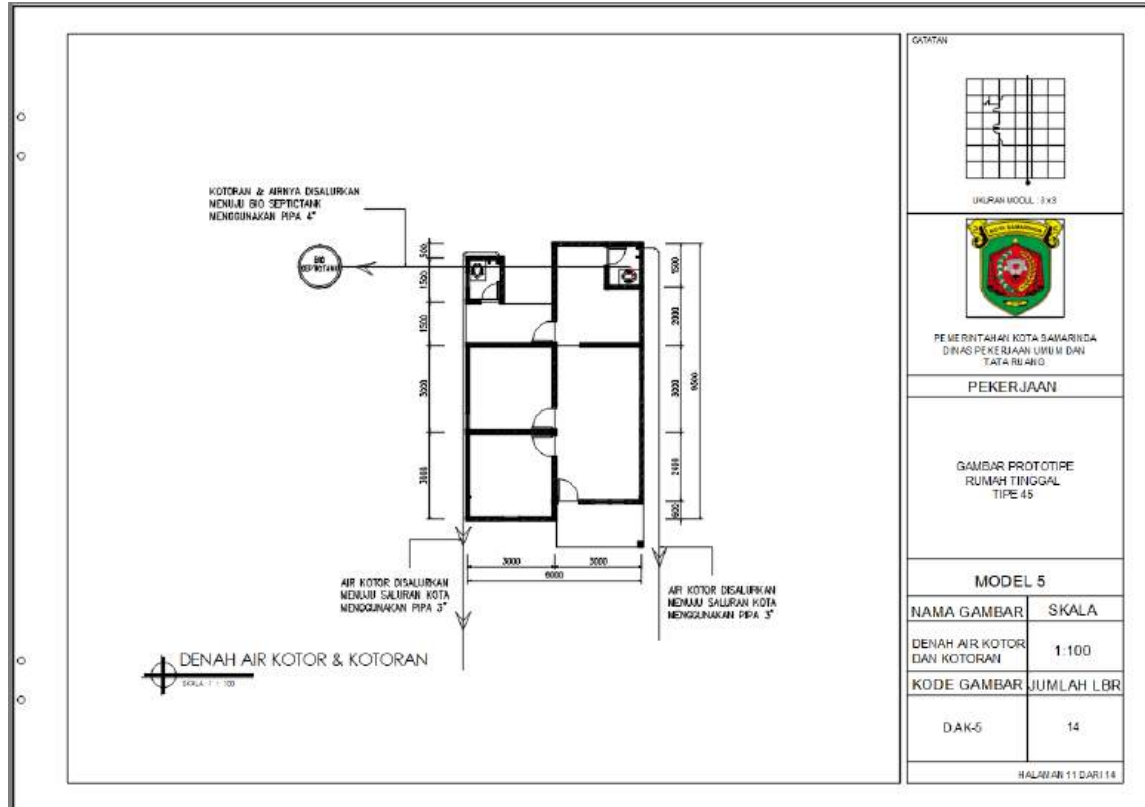 KOTORAN & AIRNYA DISALURKAN
MENUJU BIO SEPTICTANK
MENGGUNAKAN PIPA 4"
BIO
SEPTICTANK
500
1500
1500
3000
3000
1500
2000
3000
2400
600
9500
3000
3000
6000
AIR KOTOR DISALURKAN
MENUJU SALURAN KOTA
MENGGUNAKAN PIPA 3"
AIR KOTOR DISALURKAN
MENUJU SALURAN KOTA
MENGGUNAKAN PIPA 3"
DENAH AIR KOTOR & KOTORAN
SKALA 1 : 100
CATATAN
UKURAN MODUL : 3x3
KOTA SAMARINDA
PEMERINTAHAN KOTA SAMARINDA
DINAS PEKERJAAN UMUM DAN
TATA RUANG
PEKERJAAN
GAMBAR PROTOTIPE
RUMAH TINGGAL
TIPE 45
MODEL 5
NAMA GAMBAR SKALA
DENAH AIR KOTOR
DAN KOTORAN
1:100
KODE GAMBAR JUMLAH LBR
DAK-5 14
HALAMAN 11 DARI 14